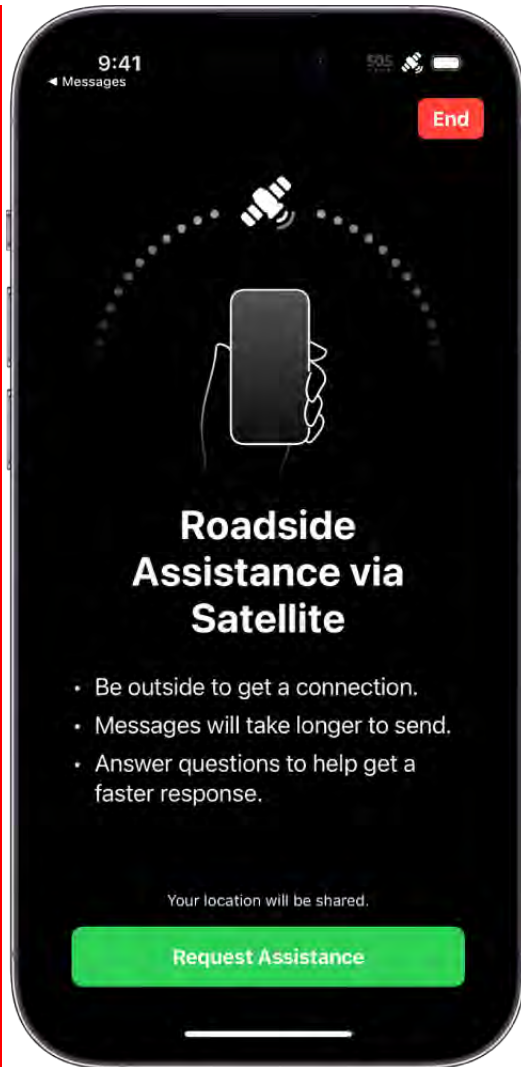 9:41
SOS
◀ Messages
End
Roadside
Assistance via
Satellite
• Be outside to get a connection.
• Messages will take longer to send.
• Answer questions to help get a
faster response.
Your location will be shared.
Request Assistance